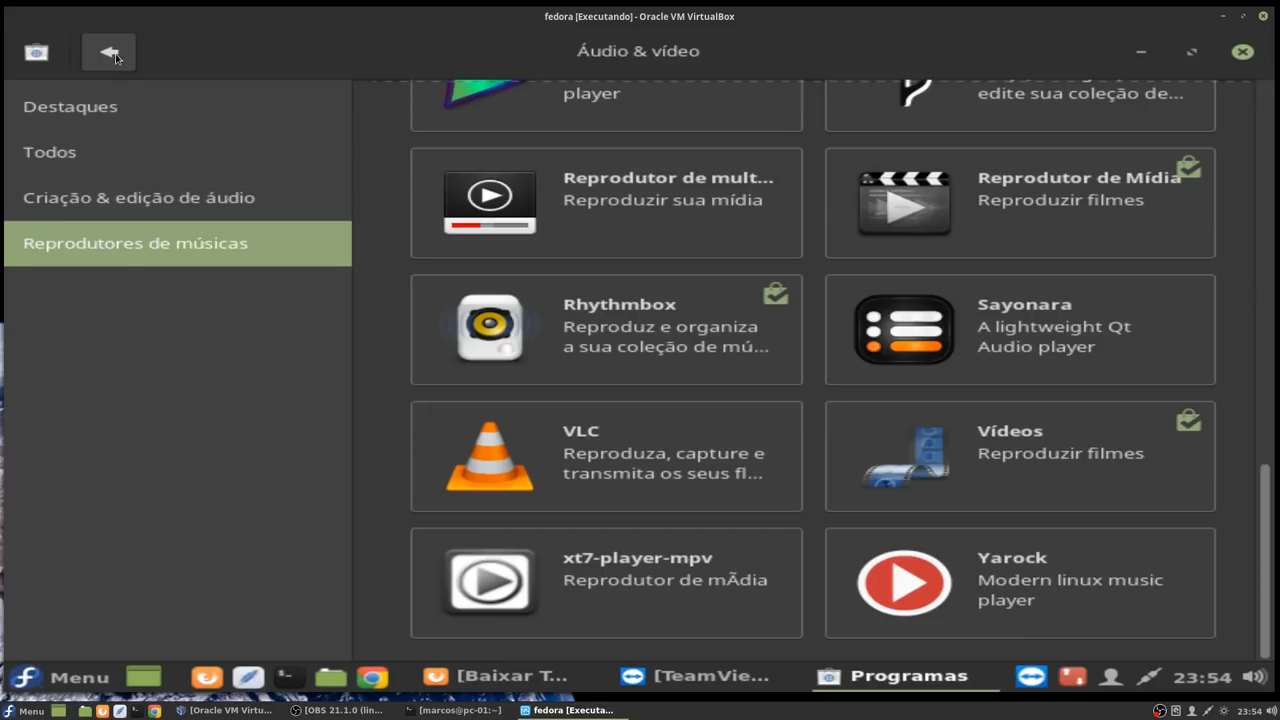 fedora [Executando] - Oracle VM VirtualBox
Áudio & vídeo
Destaques
Todos
Criação & edição de áudio
Reprodutores de músicas
player
edite sua coleção de...
Reprodutor de mult...
Reproduzir sua mídia
Reprodutor de Mídia
Reproduzir filmes
Rhythmbox
Reproduz e organiza
a sua coleção de mú...
Sayonara
A lightweight Qt
Audio player
VLC
Reproduza, capture e
transmita os seus fl...
Vídeos
Reproduzir filmes
xt7-player-mpv
Reprodutor de mÃdia
Yarock
Modern linux music
player
Menu
[Baixar T...
[TeamVie...
Programas
23:54
Menu
[Oracle VM Virtu...
[OBS 21.1.0 (lin...
[marcos@pc-01:~]
fedora [Executa...
23:54